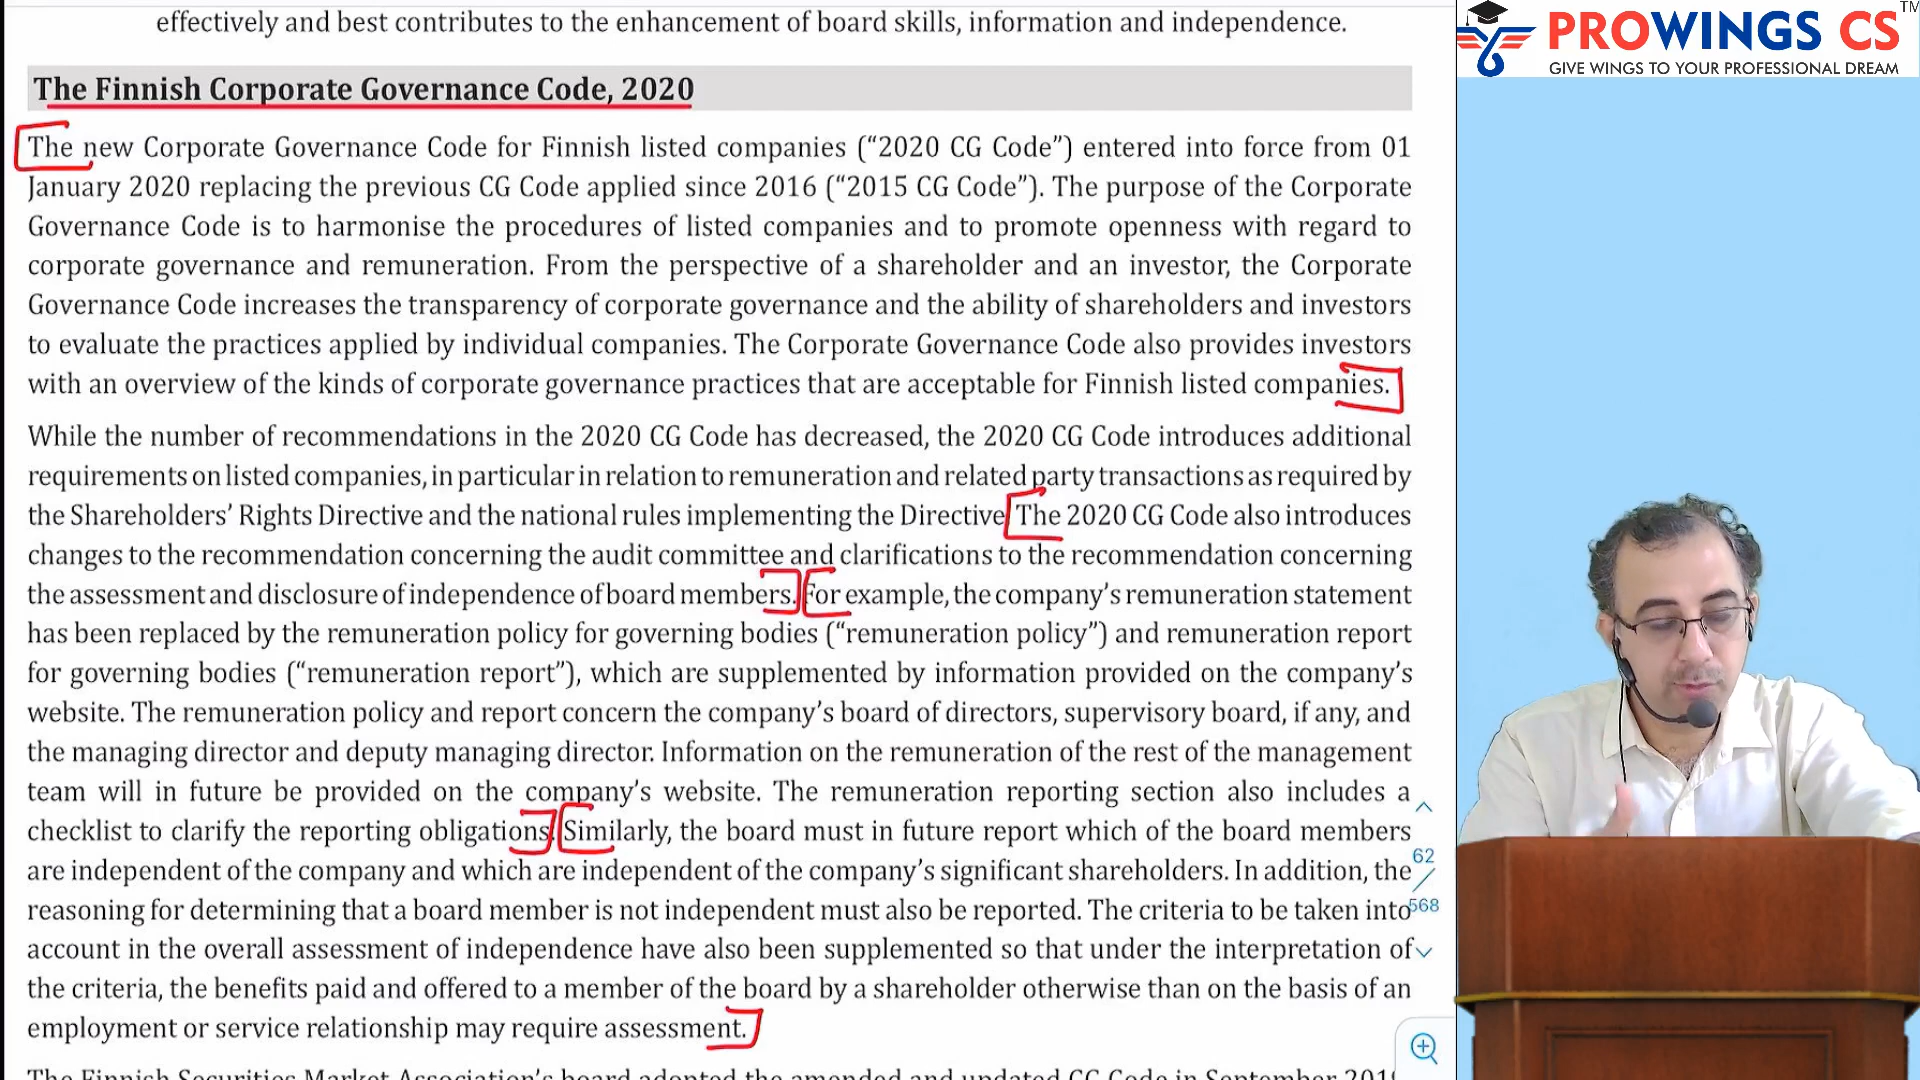 effectively and best contributes to the enhancement of board skills, information and independence.
The Finnish Corporate Governance Code, 2020
The new Corporate Governance Code for Finnish listed companies (“2020 CG Code”) entered into force from 01
January 2020 replacing the previous CG Code applied since 2016 (“2015 CG Code”). The purpose of the Corporate
Governance Code is to harmonise the procedures of listed companies and to promote openness with regard to
corporate governance and remuneration. From the perspective of a shareholder and an investor, the Corporate
Governance Code increases the transparency of corporate governance and the ability of shareholders and investors
to evaluate the practices applied by individual companies. The Corporate Governance Code also provides investors
with an overview of the kinds of corporate governance practices that are acceptable for Finnish listed companies.
While the number of recommendations in the 2020 CG Code has decreased, the 2020 CG Code introduces additional
requirements on listed companies, in particular in relation to remuneration and related party transactions as required by
the Shareholders’ Rights Directive and the national rules implementing the Directive The 2020 CG Code also introduces
changes to the recommendation concerning the audit committee and clarifications to the recommendation concerning
the assessment and disclosure of independence of board members. For example, the company’s remuneration statement
has been replaced by the remuneration policy for governing bodies (“remuneration policy”) and remuneration report
for governing bodies (“remuneration report”), which are supplemented by information provided on the company’s
website. The remuneration policy and report concern the company’s board of directors, supervisory board, if any, and
the managing director and deputy managing director. Information on the remuneration of the rest of the management
team will in future be provided on the company’s website. The remuneration reporting section also includes a
checklist to clarify the reporting obligations. Similarly, the board must in future report which of the board members
are independent of the company and which are independent of the company’s significant shareholders. In addition, the
reasoning for determining that a board member is not independent must also be reported. The criteria to be taken into
account in the overall assessment of independence have also been supplemented so that under the interpretation of
the criteria, the benefits paid and offered to a member of the board by a shareholder otherwise than on the basis of an
employment or service relationship may require assessment.
The Finnish Securities Market Association’s board adopted the amended and updated CG Code in September 201
62
568
PROWINGS CS™
GIVE WINGS TO YOUR PROFESSIONAL DREAM